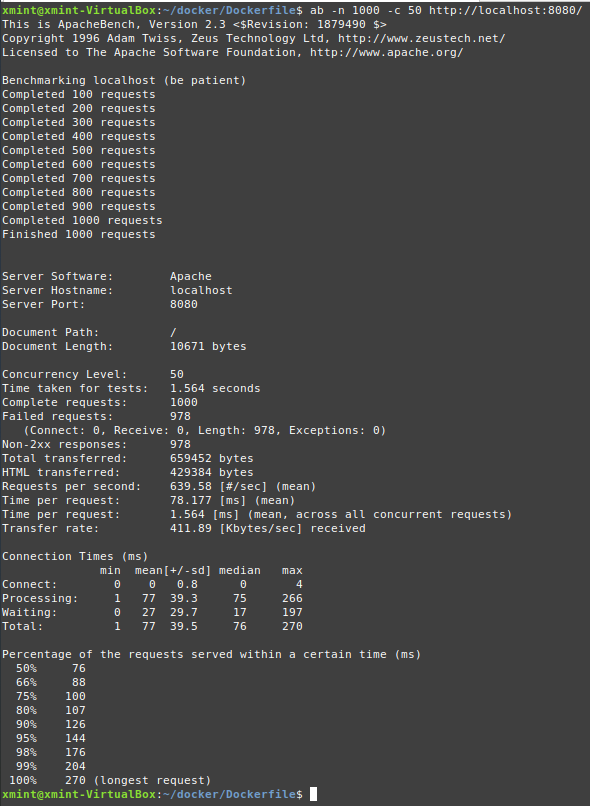 xmint@xmint-VirtualBox:~/docker/Dockerfile$ ab -n 1000 -c 50 http://localhost:8080/
This is ApacheBench, Version 2.3 <$Revision: 1879490 $>
Copyright 1996 Adam Twiss, Zeus Technology Ltd, http://www.zeustech.net/
Licensed to The Apache Software Foundation, http://www.apache.org/

Benchmarking localhost (be patient)
Completed 100 requests
Completed 200 requests
Completed 300 requests
Completed 400 requests
Completed 500 requests
Completed 600 requests
Completed 700 requests
Completed 800 requests
Completed 900 requests
Completed 1000 requests
Finished 1000 requests


Server Software:        Apache
Server Hostname:        localhost
Server Port:            8080

Document Path:          /
Document Length:        10671 bytes

Concurrency Level:      50
Time taken for tests:   1.564 seconds
Complete requests:      1000
Failed requests:        978
   (Connect: 0, Receive: 0, Length: 978, Exceptions: 0)
Non-2xx responses:      978
Total transferred:      659452 bytes
HTML transferred:       429384 bytes
Requests per second:    639.58 [#/sec] (mean)
Time per request:       78.177 [ms] (mean)
Time per request:       1.564 [ms] (mean, across all concurrent requests)
Transfer rate:          411.89 [Kbytes/sec] received

Connection Times (ms)
              min  mean[+/-sd] median   max
Connect:        0    0   0.8      0       4
Processing:     1   77  39.3     75     266
Waiting:        0   27  29.7     17     197
Total:          1   77  39.5     76     270

Percentage of the requests served within a certain time (ms)
  50%     76
  66%     88
  75%    100
  80%    107
  90%    126
  95%    144
  98%    176
  99%    204
 100%    270 (longest request)
xmint@xmint-VirtualBox:~/docker/Dockerfile$